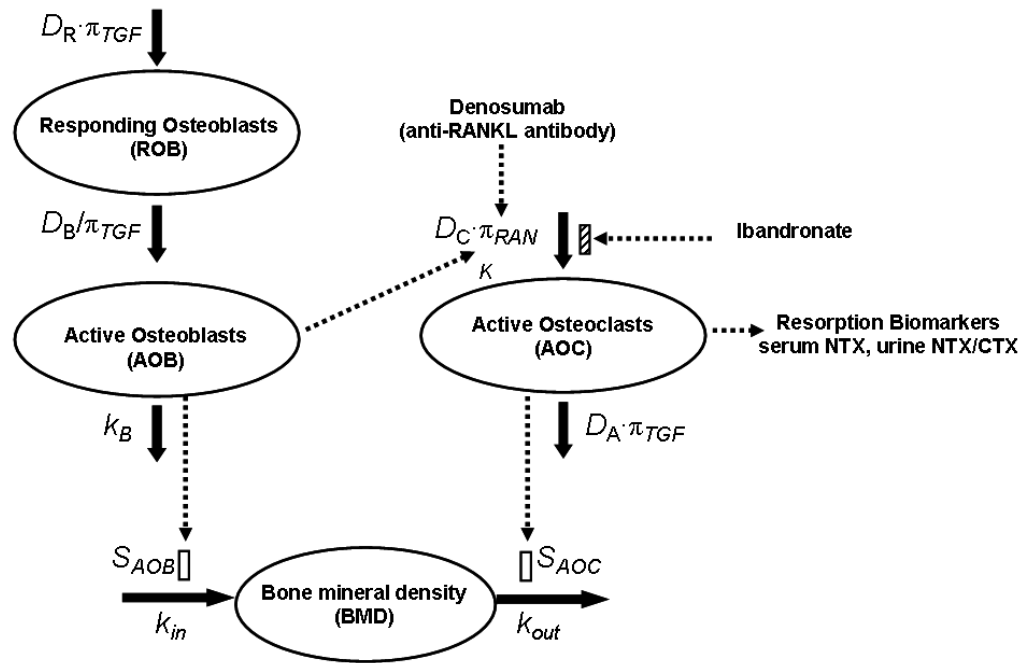 D_R·π_TGF
Responding Osteoblasts
(ROB)
Denosumab
(anti-RANKL antibody)
D_B/π_TGF
D_C·π_RAN
Ibandronate
K
Active Osteoblasts
(AOB)
Active Osteoclasts
(AOC)
Resorption Biomarkers
serum NTX, urine NTX/CTX
k_B
D_A·π_TGF
S_AOB
S_AOC
Bone mineral density
(BMD)
k_in
k_out